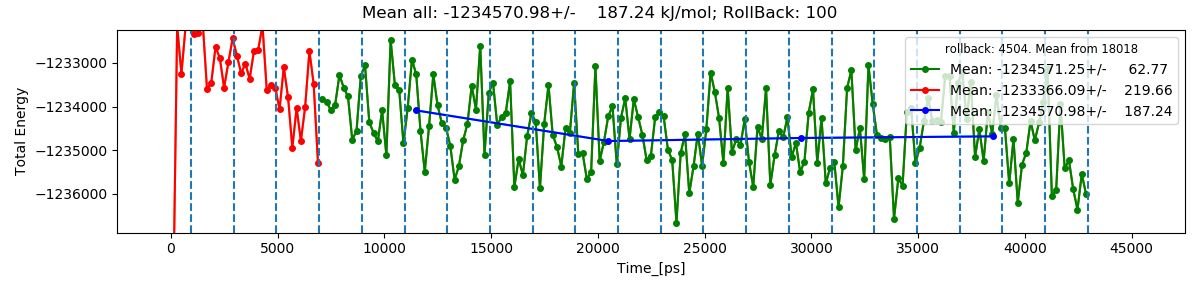 Mean all: -1234570.98+/-    187.24 kJ/mol; RollBack: 100
rollback: 4504. Mean from 18018
Mean: -1234571.25+/-    62.77
Mean: -1233366.09+/-    219.66
Mean: -1234570.98+/-    187.24
Total Energy
−1233000
−1234000
−1235000
−1236000
0 5000 10000 15000 20000 25000 30000 35000 40000 45000
Time_[ps]